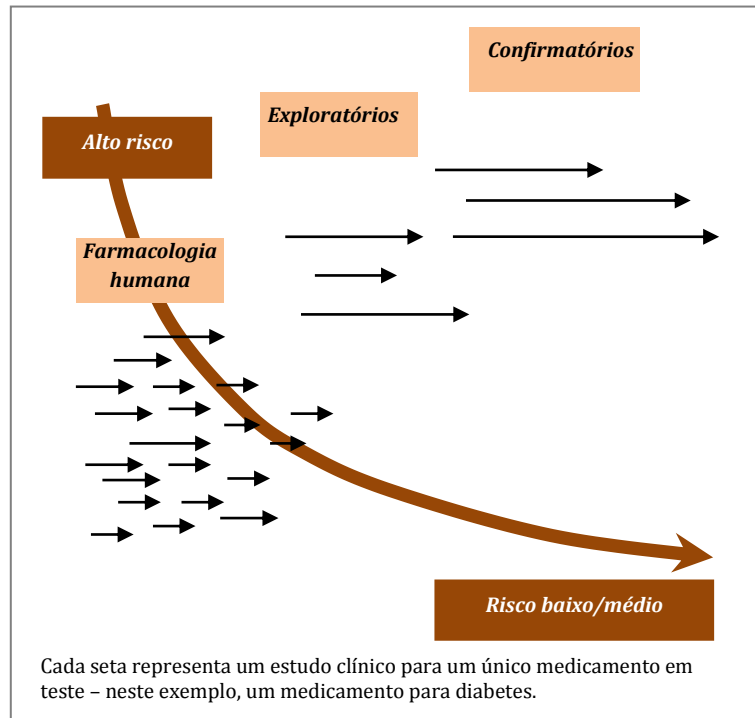 Confirmatórios
Exploratórios
Alto risco
Farmacologia
humana
Risco baixo/médio
Cada seta representa um estudo clínico para um único medicamento em
teste – neste exemplo, um medicamento para diabetes.